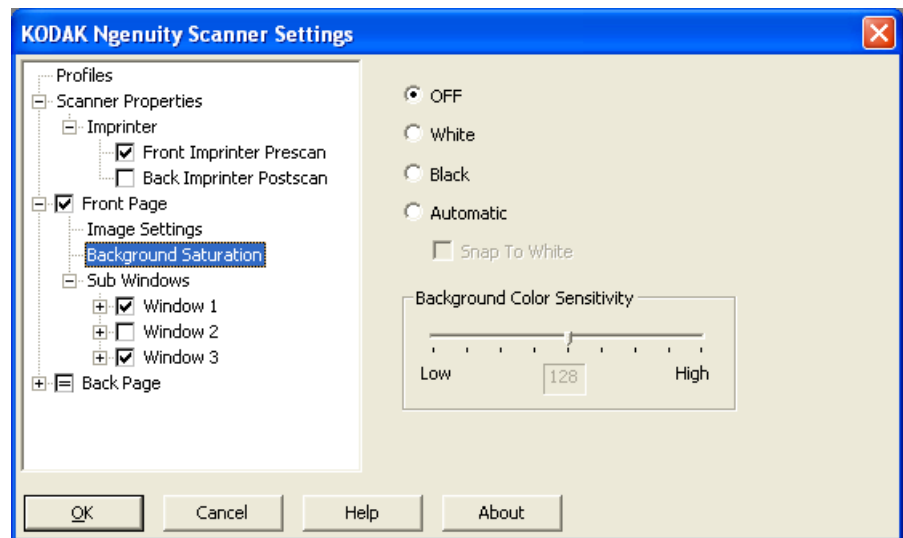 KODAK Ngenuity Scanner Settings
Profiles
Scanner Properties
Imprinter
Front Imprinter Prescan
Back Imprinter Postscan
Front Page
Image Settings
Background Saturation
Sub Windows
Window 1
Window 2
Window 3
Back Page
OFF
White
Black
Automatic
Snap To White
Background Color Sensitivity
Low
128
High
OK
Cancel
Help
About